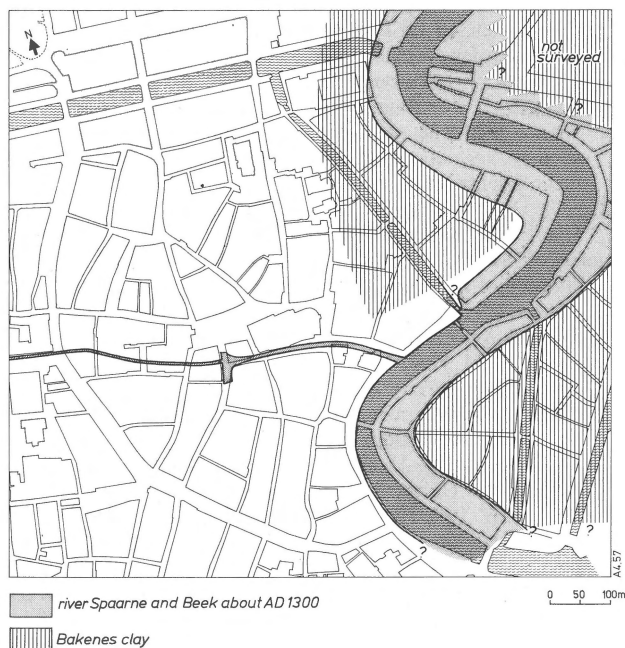 N
not
surveyed
?
?
?
?
?
?
A4.57
river Spaarne and Beek about AD 1300
0 50 100m
Bakenes clay